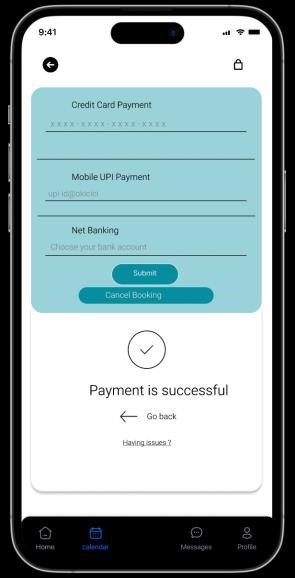 9:41
Credit Card Payment
xxxx-xxxx-xxxx-xxxx
Mobile UPI Payment
upi-id@okicici
Net Banking
Choose your bank account
Submit
Cancel Booking
Payment is successful
Go back
Having issues ?
Home
calendar
Messages
Profile